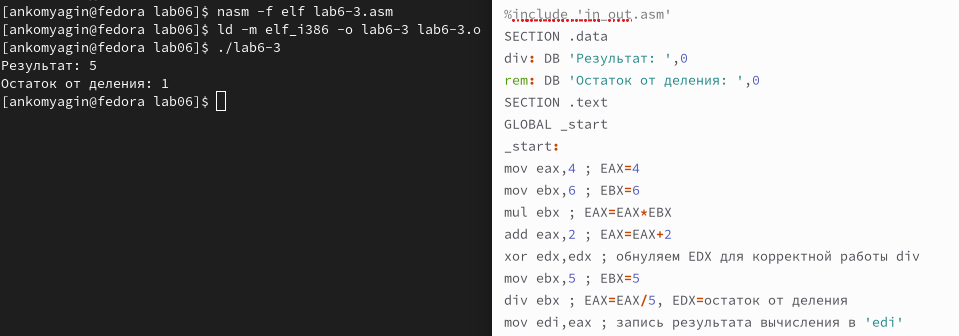 [ankomyagin@fedora lab06]$ nasm -f elf lab6-3.asm
[ankomyagin@fedora lab06]$ ld -m elf_i386 -o lab6-3 lab6-3.o
[ankomyagin@fedora lab06]$ ./lab6-3
Результат: 5
Остаток от деления: 1
[ankomyagin@fedora lab06]$
%include 'in_out.asm'
SECTION .data
div: DB 'Результат: ',0
rem: DB 'Остаток от деления: ',0
SECTION .text
GLOBAL _start
_start:
mov eax,4 ; EAX=4
mov ebx,6 ; EBX=6
mul ebx ; EAX=EAX*EBX
add eax,2 ; EAX=EAX+2
xor edx,edx ; обнуляем EDX для корректной работы div
mov ebx,5 ; EBX=5
div ebx ; EAX=EAX/5, EDX=остаток от деления
mov edi,eax ; запись результата вычисления в 'edi'